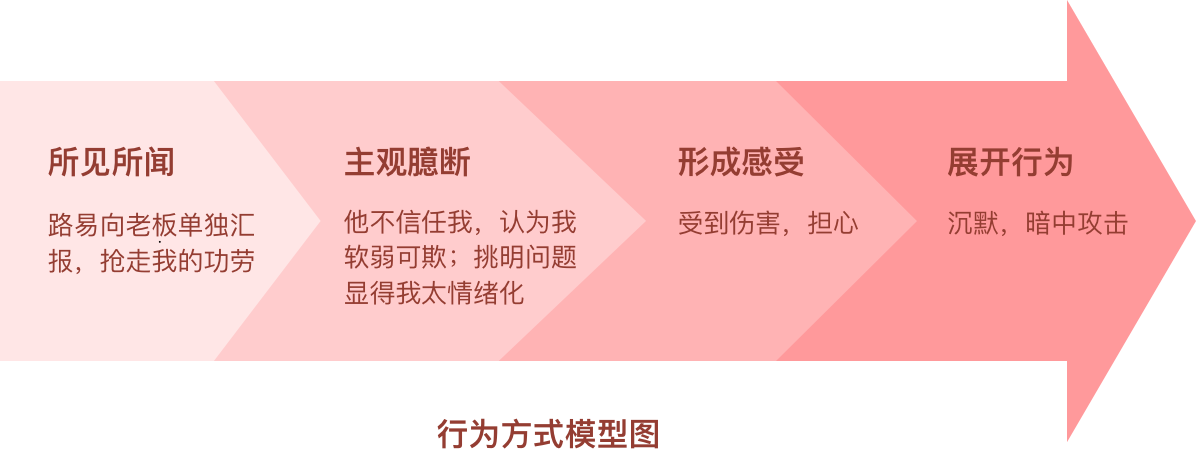 所见所闻
路易向老板单独汇
报，抢走我的功劳
主观臆断
他不信任我，认为我
软弱可欺；挑明问题
显得我太情绪化
形成感受
受到伤害，担心
展开行为
沉默，暗中攻击
行为方式模型图